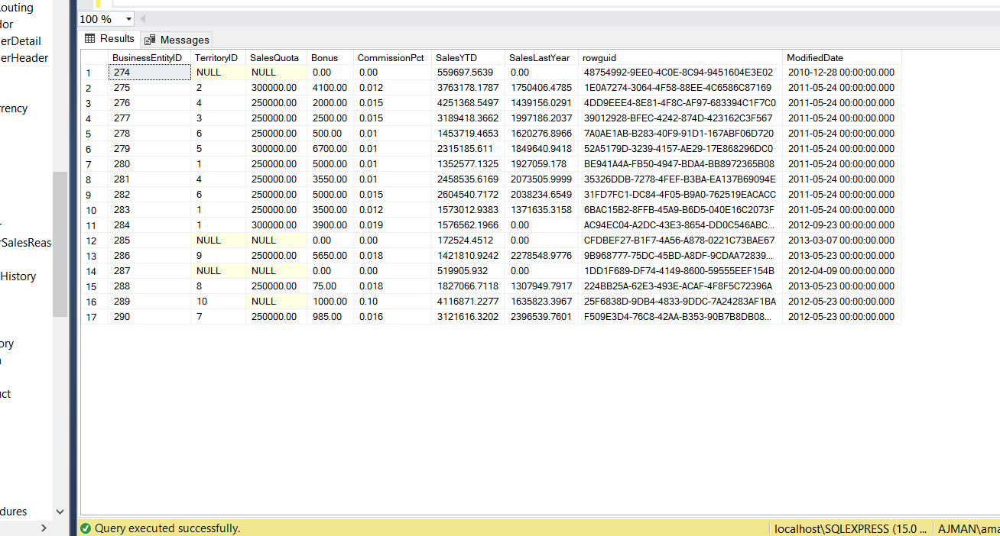 outing
dor
erDetail
erHeader
rency
r
rSalesReas
History
ory
uct
dures
100 %
Results Messages
BusinessEntityID TerritoryID SalesQuota Bonus CommissionPct SalesYTD SalesLastYear rowguid ModifiedDate
1 274 NULL NULL 0.00 0.00 559697.5639 0.00 48754992-9EE0-4C0E-8C94-9451604E3E02 2010-12-28 00:00:00.000
2 275 2 300000.00 4100.00 0.012 3763178.1787 1750406.4785 1E0A7274-3064-4F58-88EE-4C6586C87169 2011-05-24 00:00:00.000
3 276 4 250000.00 2000.00 0.015 4251368.5497 1439156.0291 4DD9EEE4-8E81-4F8C-AF97-683394C1F7C0 2011-05-24 00:00:00.000
4 277 3 250000.00 2500.00 0.015 3189418.3662 1997186.2037 39012928-BFEC-4242-874D-423162C3F567 2011-05-24 00:00:00.000
5 278 6 250000.00 500.00 0.01 1453719.4653 1620276.8966 7A0AE1AB-B283-40F9-91D1-167ABF06D720 2011-05-24 00:00:00.000
6 279 5 300000.00 6700.00 0.01 2315185.611 1849640.9418 52A5179D-3239-4157-AE29-17E868296DC0 2011-05-24 00:00:00.000
7 280 1 250000.00 5000.00 0.01 1352577.1325 1927059.178 BE941A4A-FB50-4947-BDA4-BB8972365B08 2011-05-24 00:00:00.000
8 281 4 250000.00 3550.00 0.01 2458535.6169 2073505.9999 35326DDB-7278-4FEF-B3BA-EA137B69094E 2011-05-24 00:00:00.000
9 282 6 250000.00 5000.00 0.015 2604540.7172 2038234.6549 31FD7FC1-DC84-4F05-B9A0-762519EACACC 2011-05-24 00:00:00.000
10 283 1 250000.00 3500.00 0.012 1573012.9383 1371635.3158 6BAC15B2-8FFB-45A9-B6D5-040E16C2073F 2011-05-24 00:00:00.000
11 284 1 300000.00 3900.00 0.019 1576562.1966 0.00 AC94EC04-A2DC-43E3-8654-DD0C546ABC... 2012-09-23 00:00:00.000
12 285 NULL NULL 0.00 0.00 172524.4512 0.00 CFDBEF27-B1F7-4A56-A878-0221C73BAE67 2013-03-07 00:00:00.000
13 286 9 250000.00 5650.00 0.018 1421810.9242 2278548.9776 9B968777-75DC-45BD-A8DF-9CDAA72839... 2013-05-23 00:00:00.000
14 287 NULL NULL 0.00 0.00 519905.932 0.00 1DD1F689-DF74-4149-8600-59555EEF154B 2012-04-09 00:00:00.000
15 288 8 250000.00 75.00 0.018 1827066.7118 1307949.7917 224BB25A-62E3-493E-ACAF-4F8F5C72396A 2013-05-23 00:00:00.000
16 289 10 NULL 1000.00 0.10 4116871.2277 1635823.3967 25F6838D-9DB4-4833-9DDC-7A24283AF1BA 2012-05-23 00:00:00.000
17 290 7 250000.00 985.00 0.016 3121616.3202 2396539.7601 F509E3D4-76C8-42AA-B353-90B7B8DB08... 2012-05-23 00:00:00.000
Query executed successfully. localhost\SQLEXPRESS (15.0 ... AJMAN\ama